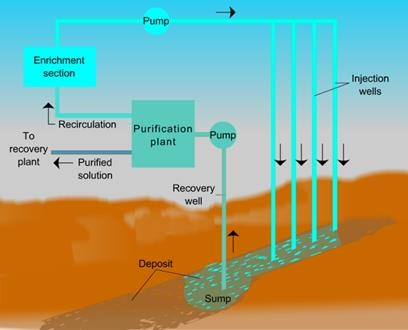 Pump
Enrichment
section
Injection
wells
Recirculation
Purification
plant
Pump
To
recovery
plant
Purified
solution
Recovery
well
Deposit
Sump